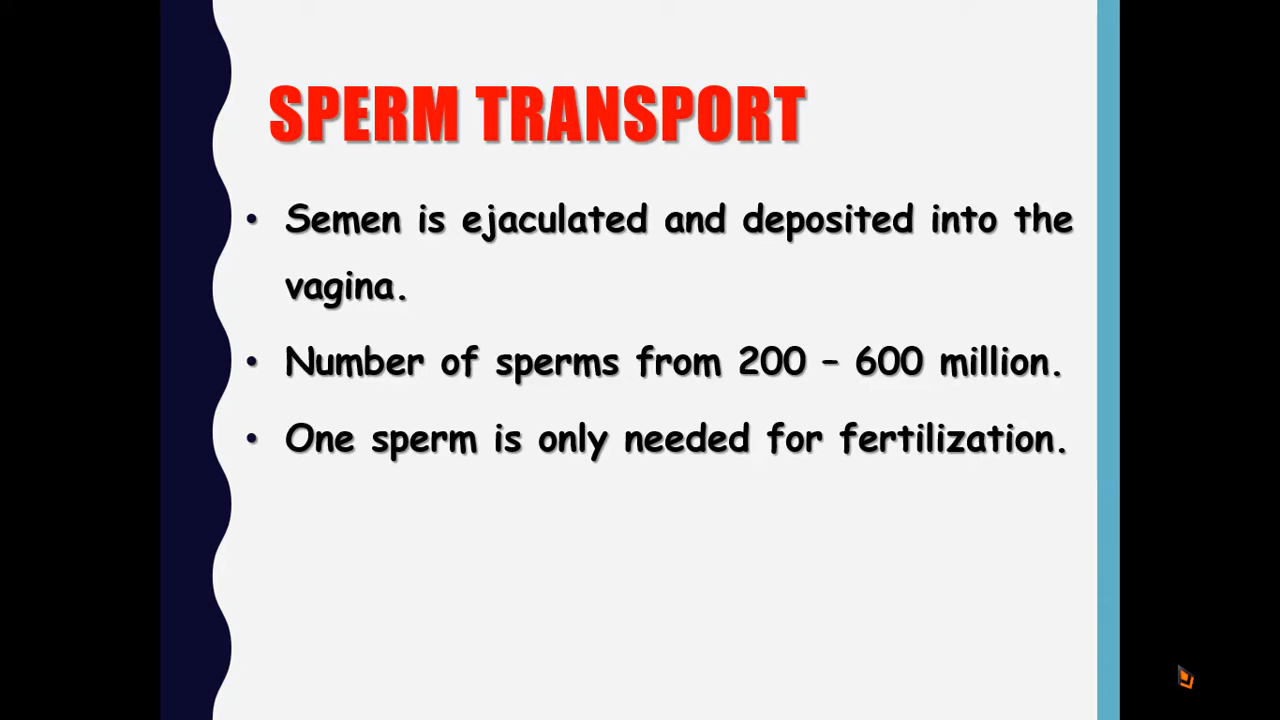 SPERM TRANSPORT
• Semen is ejaculated and deposited into the
vagina.
• Number of sperms from 200 – 600 million.
• One sperm is only needed for fertilization.